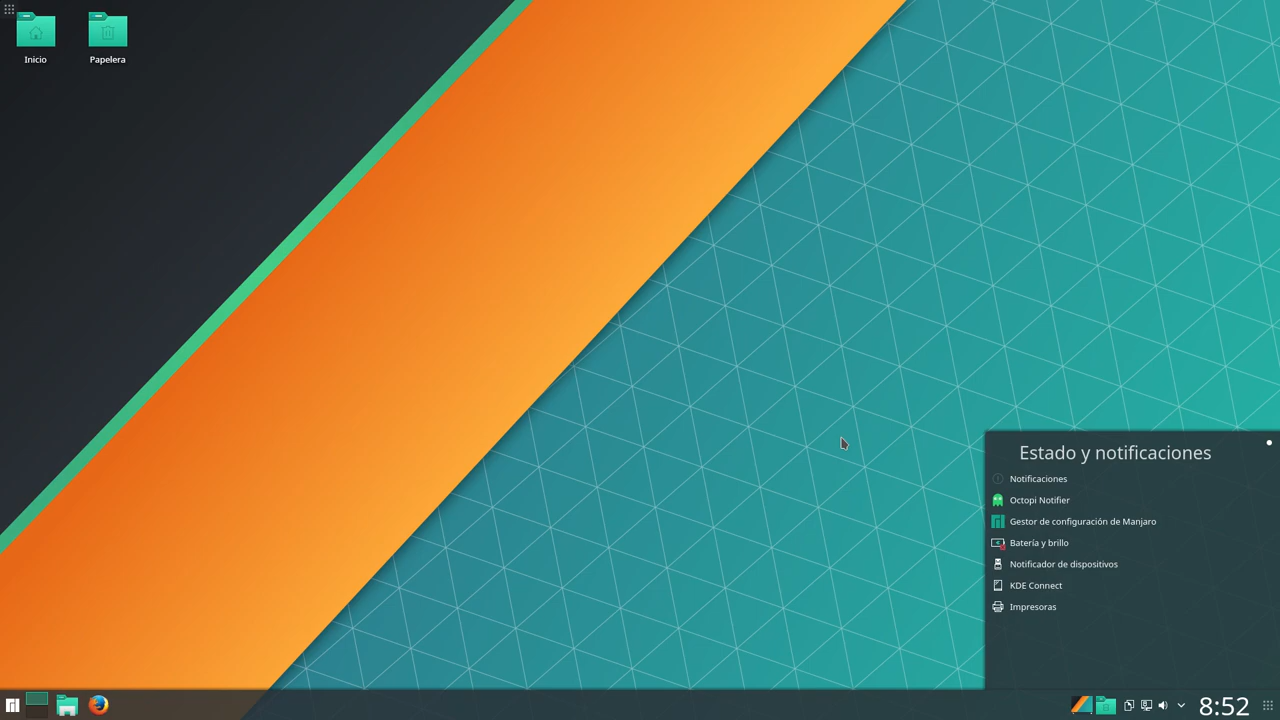 Inicio
Papelera
Estado y notificaciones
Notificaciones
Octopi Notifier
Gestor de configuración de Manjaro
Batería y brillo
Notificador de dispositivos
KDE Connect
Impresoras
8:52